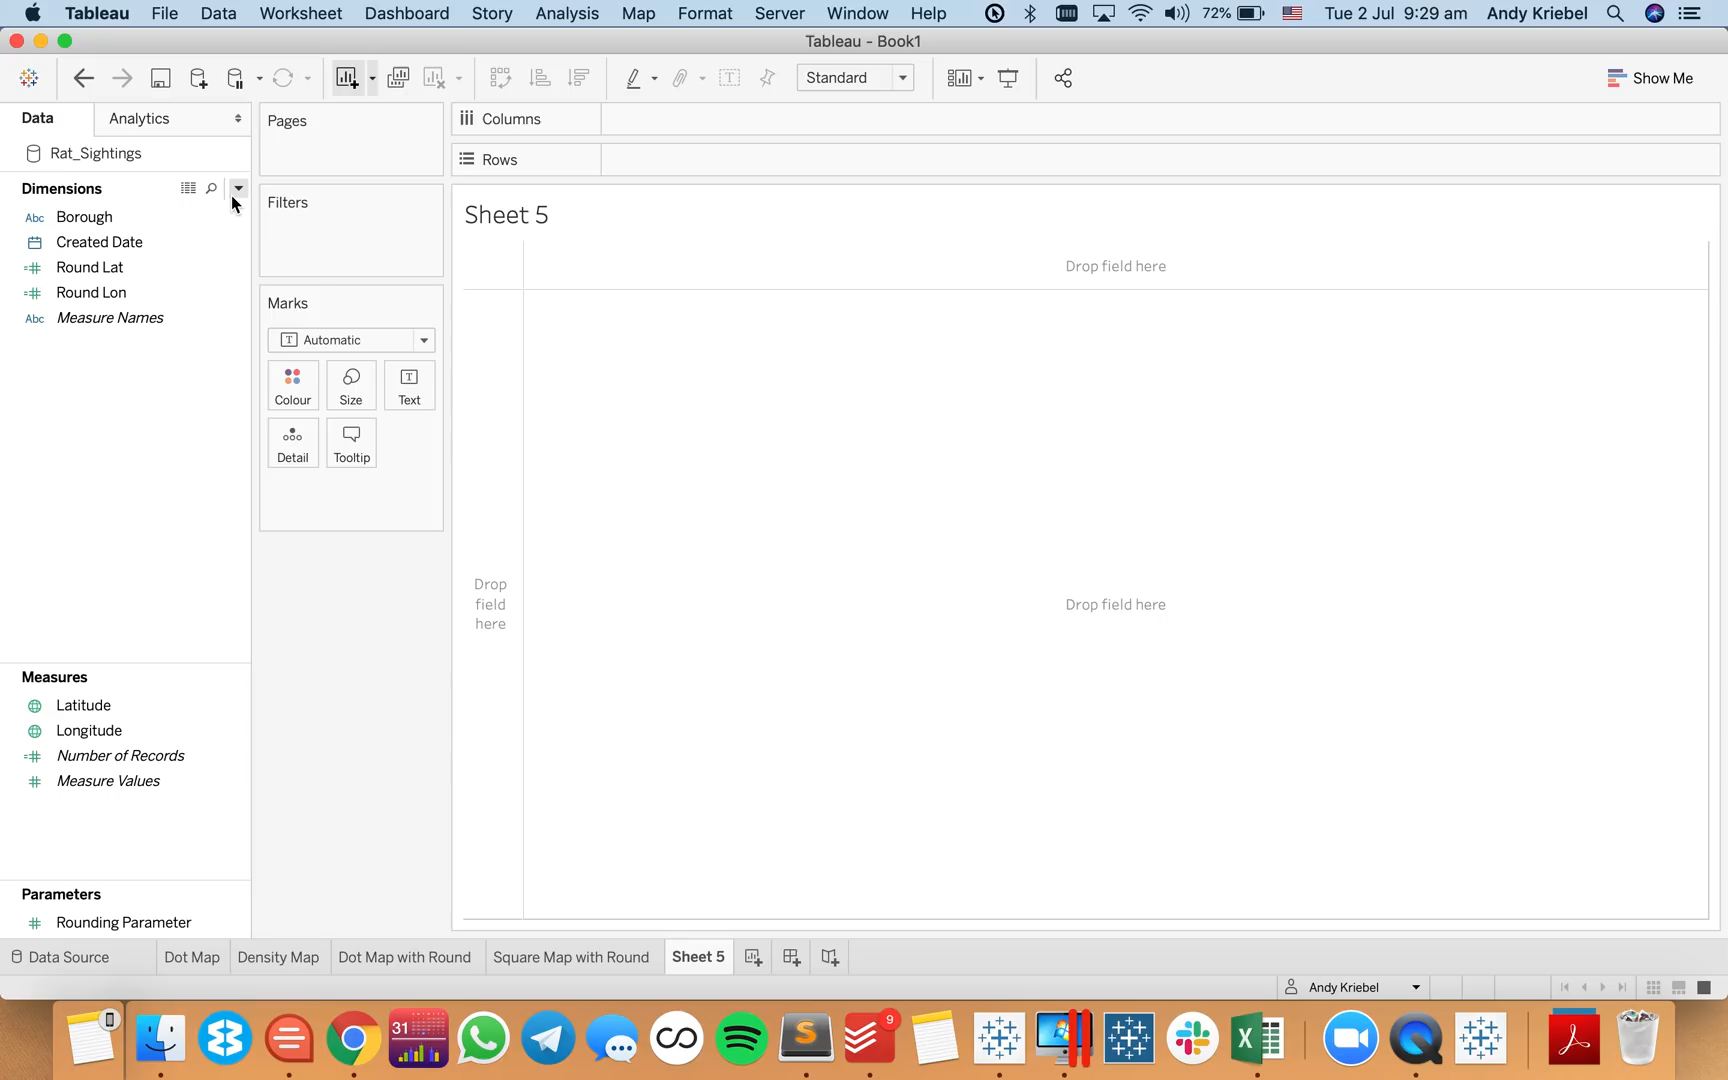 Tableau File Data Worksheet Dashboard Story Analysis Map Format Server Window Help 72% Tue 2 Jul 9:29 am Andy Kriebel
Tableau - Book1
Standard Show Me
Data Analytics
Rat_Sightings
Dimensions
Abc Borough
Created Date
Round Lat
Round Lon
Abc Measure Names
Measures
Latitude
Longitude
Number of Records
Measure Values
Parameters
Rounding Parameter
Pages
Filters
Marks
Automatic
Colour Size Text
Detail Tooltip
Columns
Rows
Sheet 5
Drop field here
Drop
field
here
Drop field here
Data Source Dot Map Density Map Dot Map with Round Square Map with Round Sheet 5
Andy Kriebel
31
9